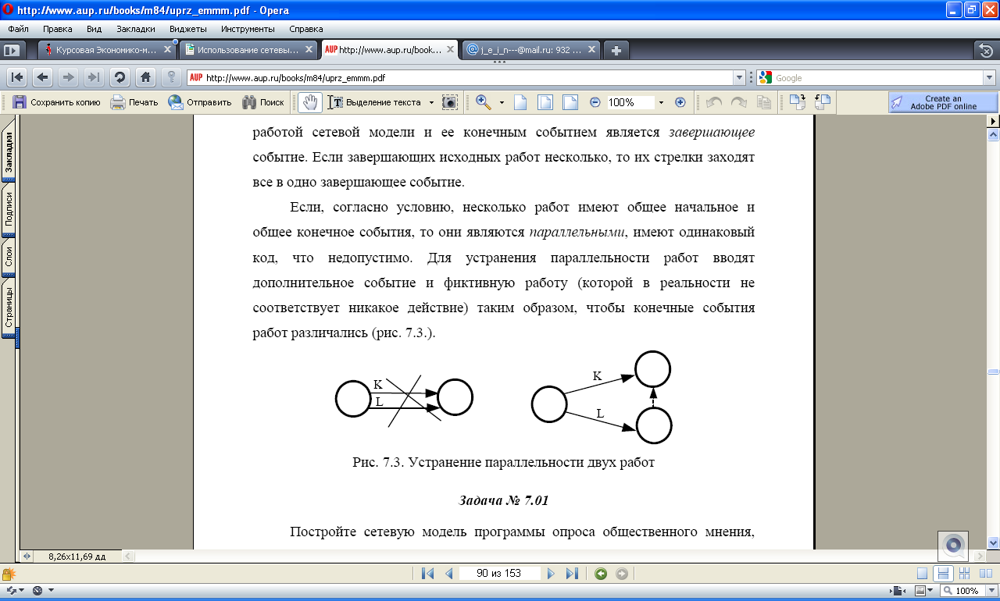 http://www.aup.ru/books/m84/uprz_emmm.pdf - Opera
Файл Правка Вид Закладки Виджеты Инструменты Справка
Курсовая Экономико-м... Использование сетевы... AUP http://www.aup.ru/book... j_e_j_n---@mail.ru: 932 ...
AUP http://www.aup.ru/books/m84/uprz_emmm.pdf Google
Сохранить копию Печать Отправить Поиск Выделение текста 100% Create an
Adobe PDF online
Закладки
Подписи
Слои
Страницы
работой сетевой модели и ее конечным событием является завершающее
событие. Если завершающих исходных работ несколько, то их стрелки заходят
все в одно завершающее событие.
Если, согласно условию, несколько работ имеют общее начальное и
общее конечное события, то они являются параллельными, имеют одинаковый
код, что недопустимо. Для устранения параллельности работ вводят
дополнительное событие и фиктивную работу (которой в реальности не
соответствует никакое действие) таким образом, чтобы конечные события
работ различались (рис. 7.3.).
K
L
K
L
Рис. 7.3. Устранение параллельности двух работ
Задача № 7.01
Постройте сетевую модель программы опроса общественного мнения,
8,26x11,69 дд
90 из 153
100%